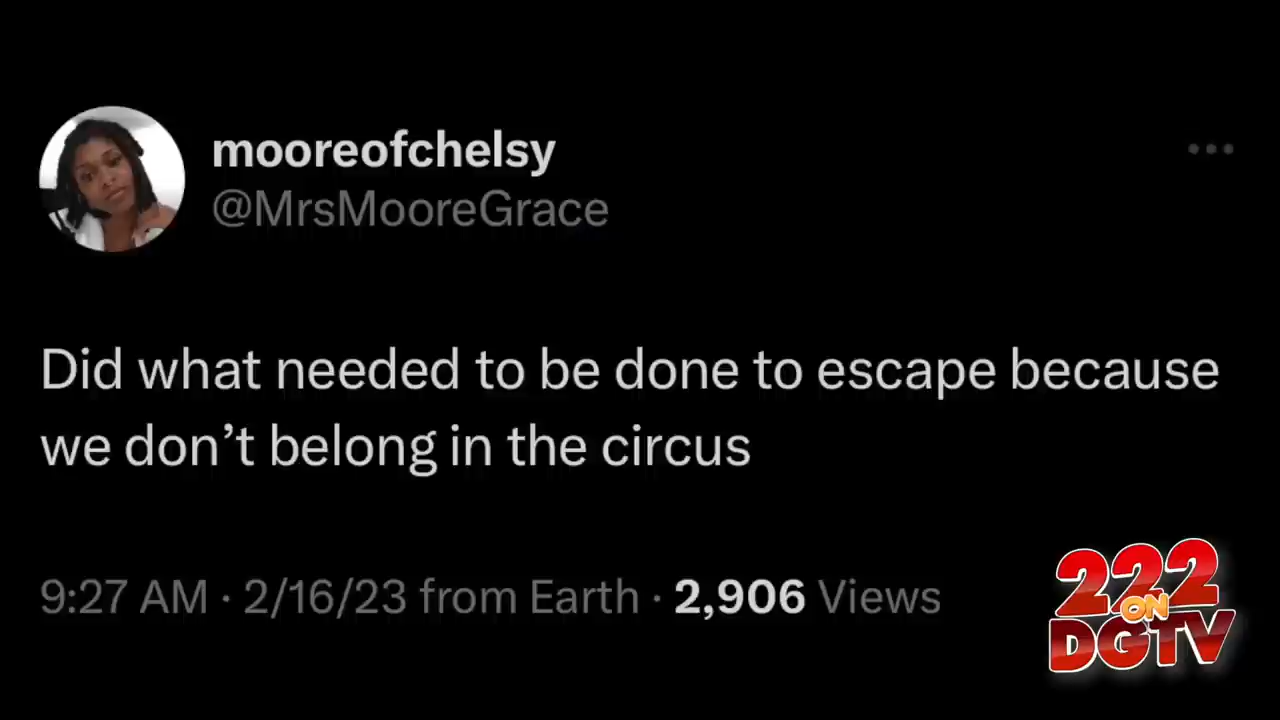 mooreofchelsy
@MrsMooreGrace
Did what needed to be done to escape because
we don’t belong in the circus
9:27 AM · 2/16/23 from Earth · 2,906 Views
222
ON
DGTV